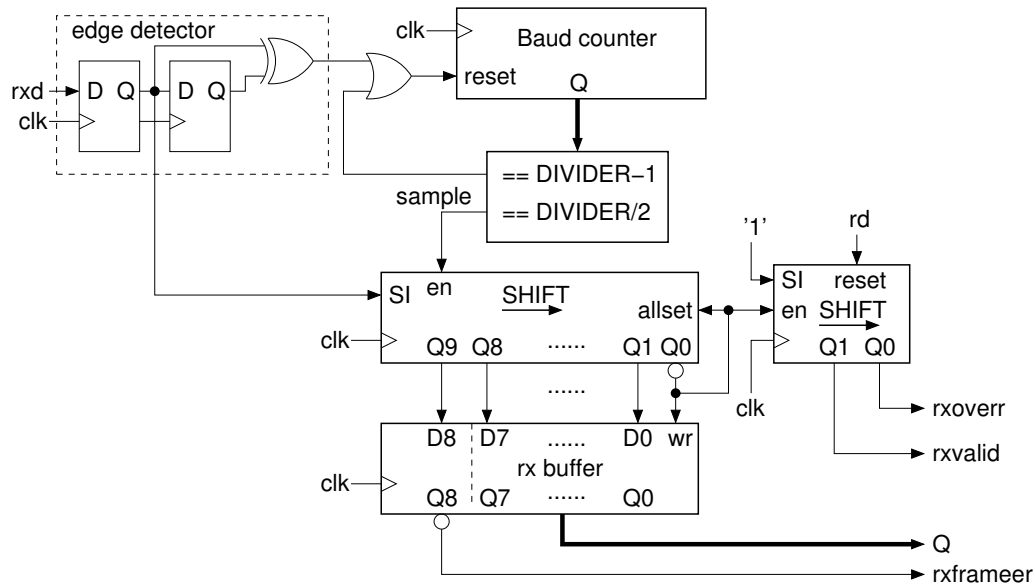 edge detector
rxd
clk
D Q
D Q
clk
Baud counter
reset
Q
== DIVIDER−1
== DIVIDER/2
sample
'1'
rd
SI
en
SHIFT
allset
clk
Q9 Q8 ...... Q1 Q0
SI
reset
en
SHIFT
Q1 Q0
clk
......
D8 D7 ...... D0 wr
rx buffer
clk
Q8 Q7 ...... Q0
rxoverr
rxvalid
Q
rxframeer